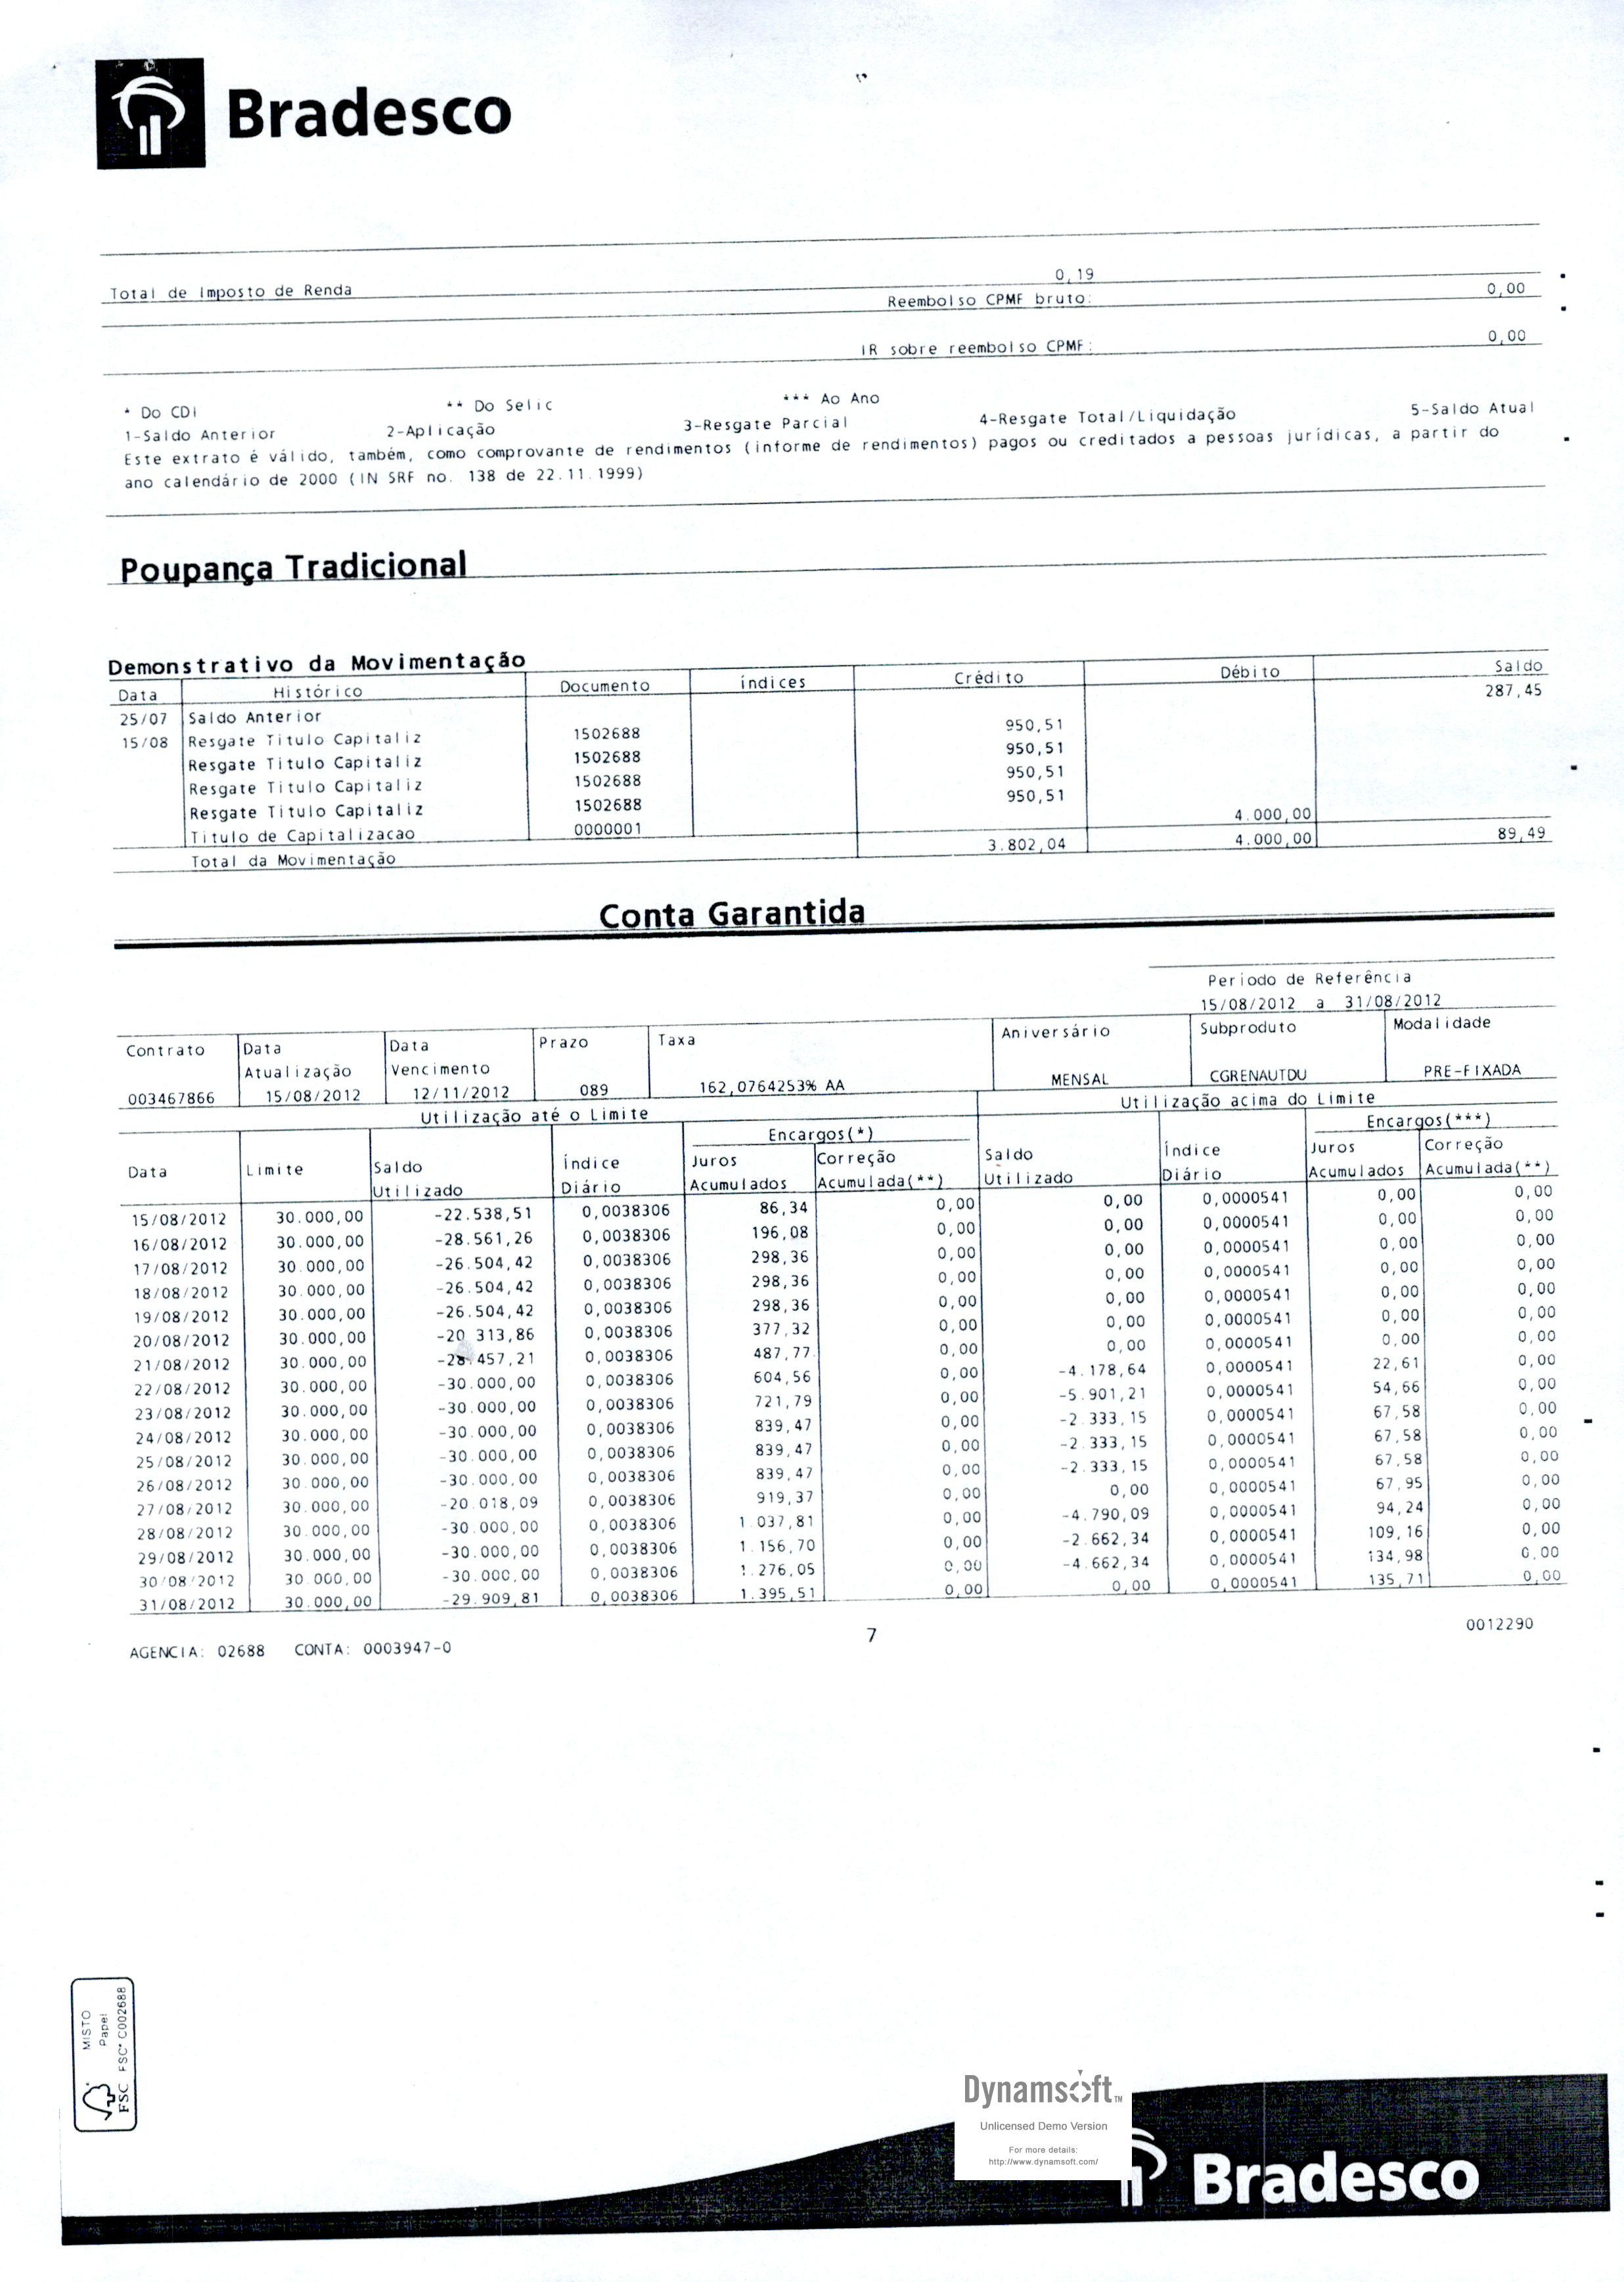 Bradesco
0,19
Total de Imposto de Renda
Reembolso CPMF bruto: 0,00
IR sobre reembolso CPMF: 0,00
* Do CDI ** Do Selic *** Ao Ano
1-Saldo Anterior 2-Aplicação 3-Resgate Parcial 4-Resgate Total/Liquidação 5-Saldo Atual
Este extrato é válido, também, como comprovante de rendimentos (informe de rendimentos) pagos ou creditados a pessoas jurídicas, a partir do
ano calendário de 2000 (IN SRF no. 138 de 22.11.1999)
Poupança Tradicional
Demonstrativo da Movimentação
Data Histórico Documento índices Crédito Débito Saldo
25/07 Saldo Anterior 287,45
15/08 Resgate Titulo Capitaliz 1502688 950,51
Resgate Titulo Capitaliz 1502688 950,51
Resgate Titulo Capitaliz 1502688 950,51
Resgate Titulo Capitaliz 1502688 950,51
Titulo de Capitalizacao 0000001 4.000,00
Total da Movimentação 3.802,04 4.000,00 89,49
Conta Garantida
Periodo de Referência
15/08/2012 a 31/08/2012
Contrato Data Atualização Data Vencimento Prazo Taxa Aniversário Subproduto Modalidade
003467866 15/08/2012 12/11/2012 089 162,0764253% AA MENSAL CGRENAUTDU PRE-FIXADA
Utilização até o Limite Utilização acima do Limite
Encargos(*) Encargos(***)
Data Limite Saldo Utilizado Índice Diário Juros Acumulados Correção Acumulada(**) Saldo Utilizado Índice Diário Juros Acumulados Correção Acumulada(**)
15/08/2012 30.000,00 -22.538,51 0,0038306 86,34 0,00 0,00 0,0000541 0,00 0,00
16/08/2012 30.000,00 -28.561,26 0,0038306 196,08 0,00 0,00 0,0000541 0,00 0,00
17/08/2012 30.000,00 -26.504,42 0,0038306 298,36 0,00 0,00 0,0000541 0,00 0,00
18/08/2012 30.000,00 -26.504,42 0,0038306 298,36 0,00 0,00 0,0000541 0,00 0,00
19/08/2012 30.000,00 -26.504,42 0,0038306 298,36 0,00 0,00 0,0000541 0,00 0,00
20/08/2012 30.000,00 -20.313,86 0,0038306 377,32 0,00 0,00 0,0000541 0,00 0,00
21/08/2012 30.000,00 -28.457,21 0,0038306 487,77 0,00 0,00 0,0000541 0,00 0,00
22/08/2012 30.000,00 -30.000,00 0,0038306 604,56 0,00 -4.178,64 0,0000541 22,61 0,00
23/08/2012 30.000,00 -30.000,00 0,0038306 721,79 0,00 -5.901,21 0,0000541 54,66 0,00
24/08/2012 30.000,00 -30.000,00 0,0038306 839,47 0,00 -2.333,15 0,0000541 67,58 0,00
25/08/2012 30.000,00 -30.000,00 0,0038306 839,47 0,00 -2.333,15 0,0000541 67,58 0,00
26/08/2012 30.000,00 -30.000,00 0,0038306 839,47 0,00 -2.333,15 0,0000541 67,58 0,00
27/08/2012 30.000,00 -20.018,09 0,0038306 919,37 0,00 0,00 0,0000541 67,95 0,00
28/08/2012 30.000,00 -30.000,00 0,0038306 1.037,81 0,00 -4.790,09 0,0000541 94,24 0,00
29/08/2012 30.000,00 -30.000,00 0,0038306 1.156,70 0,00 -2.662,34 0,0000541 109,16 0,00
30/08/2012 30.000,00 -30.000,00 0,0038306 1.276,05 0,00 -4.662,34 0,0000541 134,98 0,00
31/08/2012 30.000,00 -29.909,81 0,0038306 1.395,51 0,00 0,00 0,0000541 135,71 0,00
AGENCIA: 02688 CONTA: 0003947-0 7 0012290
MISTO
Papel
FSC FSC® C002688
Dynamsoft™
Unlicensed Demo Version
For more details:
http://www.dynamsoft.com/
Bradesco